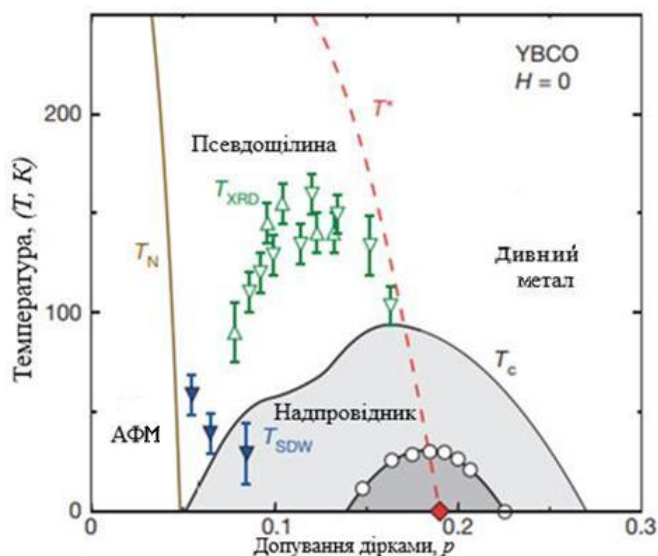 YBCO
H = 0
T*
200
Псевдощілина
T_XRD
T_N
Дивний
метал
100
T_c
Надпровідник
АФМ
T_SDW
0
0
0.1
0.2
0.3
Температура, (T, K)
Допування дірками, p